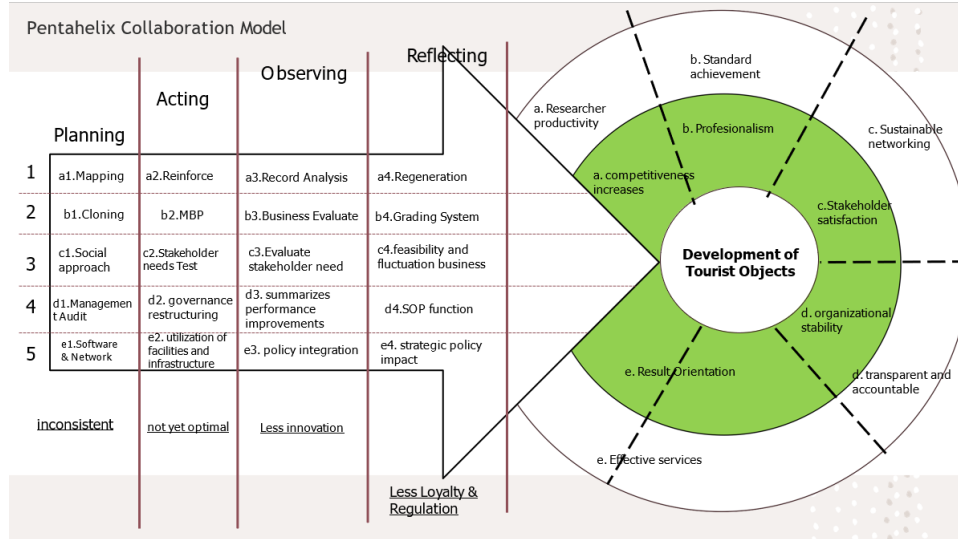 Pentahelix Collaboration Model
Planning
Acting
Observing
Reflecting
1
a1.Mapping
a2.Reinforce
a3.Record Analysis
a4.Regeneration
2
b1.Cloning
b2.MBP
b3.Business Evaluate
b4.Grading System
3
c1.Social
approach
c2.Stakeholder
needs Test
c3.Evaluate
stakeholder need
c4.feasibility and
fluctuation business
4
d1.Managemen
t Audit
d2. governance
restructuring
d3. summarizes
performance
improvements
d4.SOP function
5
e1.Software
& Network
e2. utilization of
facilities and
infrastructure
e3. policy integration
e4. strategic policy
impact
inconsistent
not yet optimal
Less innovation
Less Loyalty &
Regulation
a. Researcher
productivity
b. Standard
achievement
c. Sustainable
networking
d. transparent and
accountable
e. Effective services
a. competitiveness
increases
b. Profesionalism
c.Stakeholder
satisfaction
d. organizational
stability
e. Result Orientation
Development of
Tourist Objects